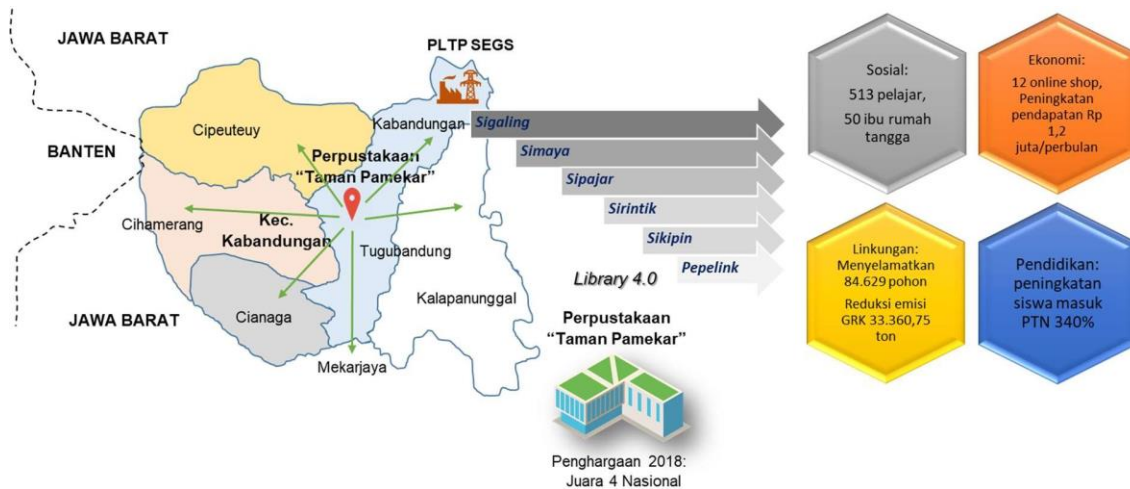 JAWA BARAT
PLTP SEGS
Cipeuteuy
Kabandungan
BANTEN
Perpustakaan
“Taman Pamekar”
Cihamerang
Kec.
Kabandungan
Tugubandung
Kalapanunggal
JAWA BARAT
Cianaga
Mekarjaya
Sigaling
Simaya
Sipajar
Sirintik
Sikipin
Pepelink
Library 4.0
Perpustakaan
“Taman Pamekar”
Penghargaan 2018:
Juara 4 Nasional
Sosial:
513 pelajar,
50 ibu rumah
tangga
Ekonomi:
12 online shop,
Peningkatan
pendapatan Rp
1,2
juta/perbulan
Linkungan:
Menyelamatkan
84.629 pohon
Reduksi emisi
GRK 33.360,75
ton
Pendidikan:
peningkatan
siswa masuk
PTN 340%